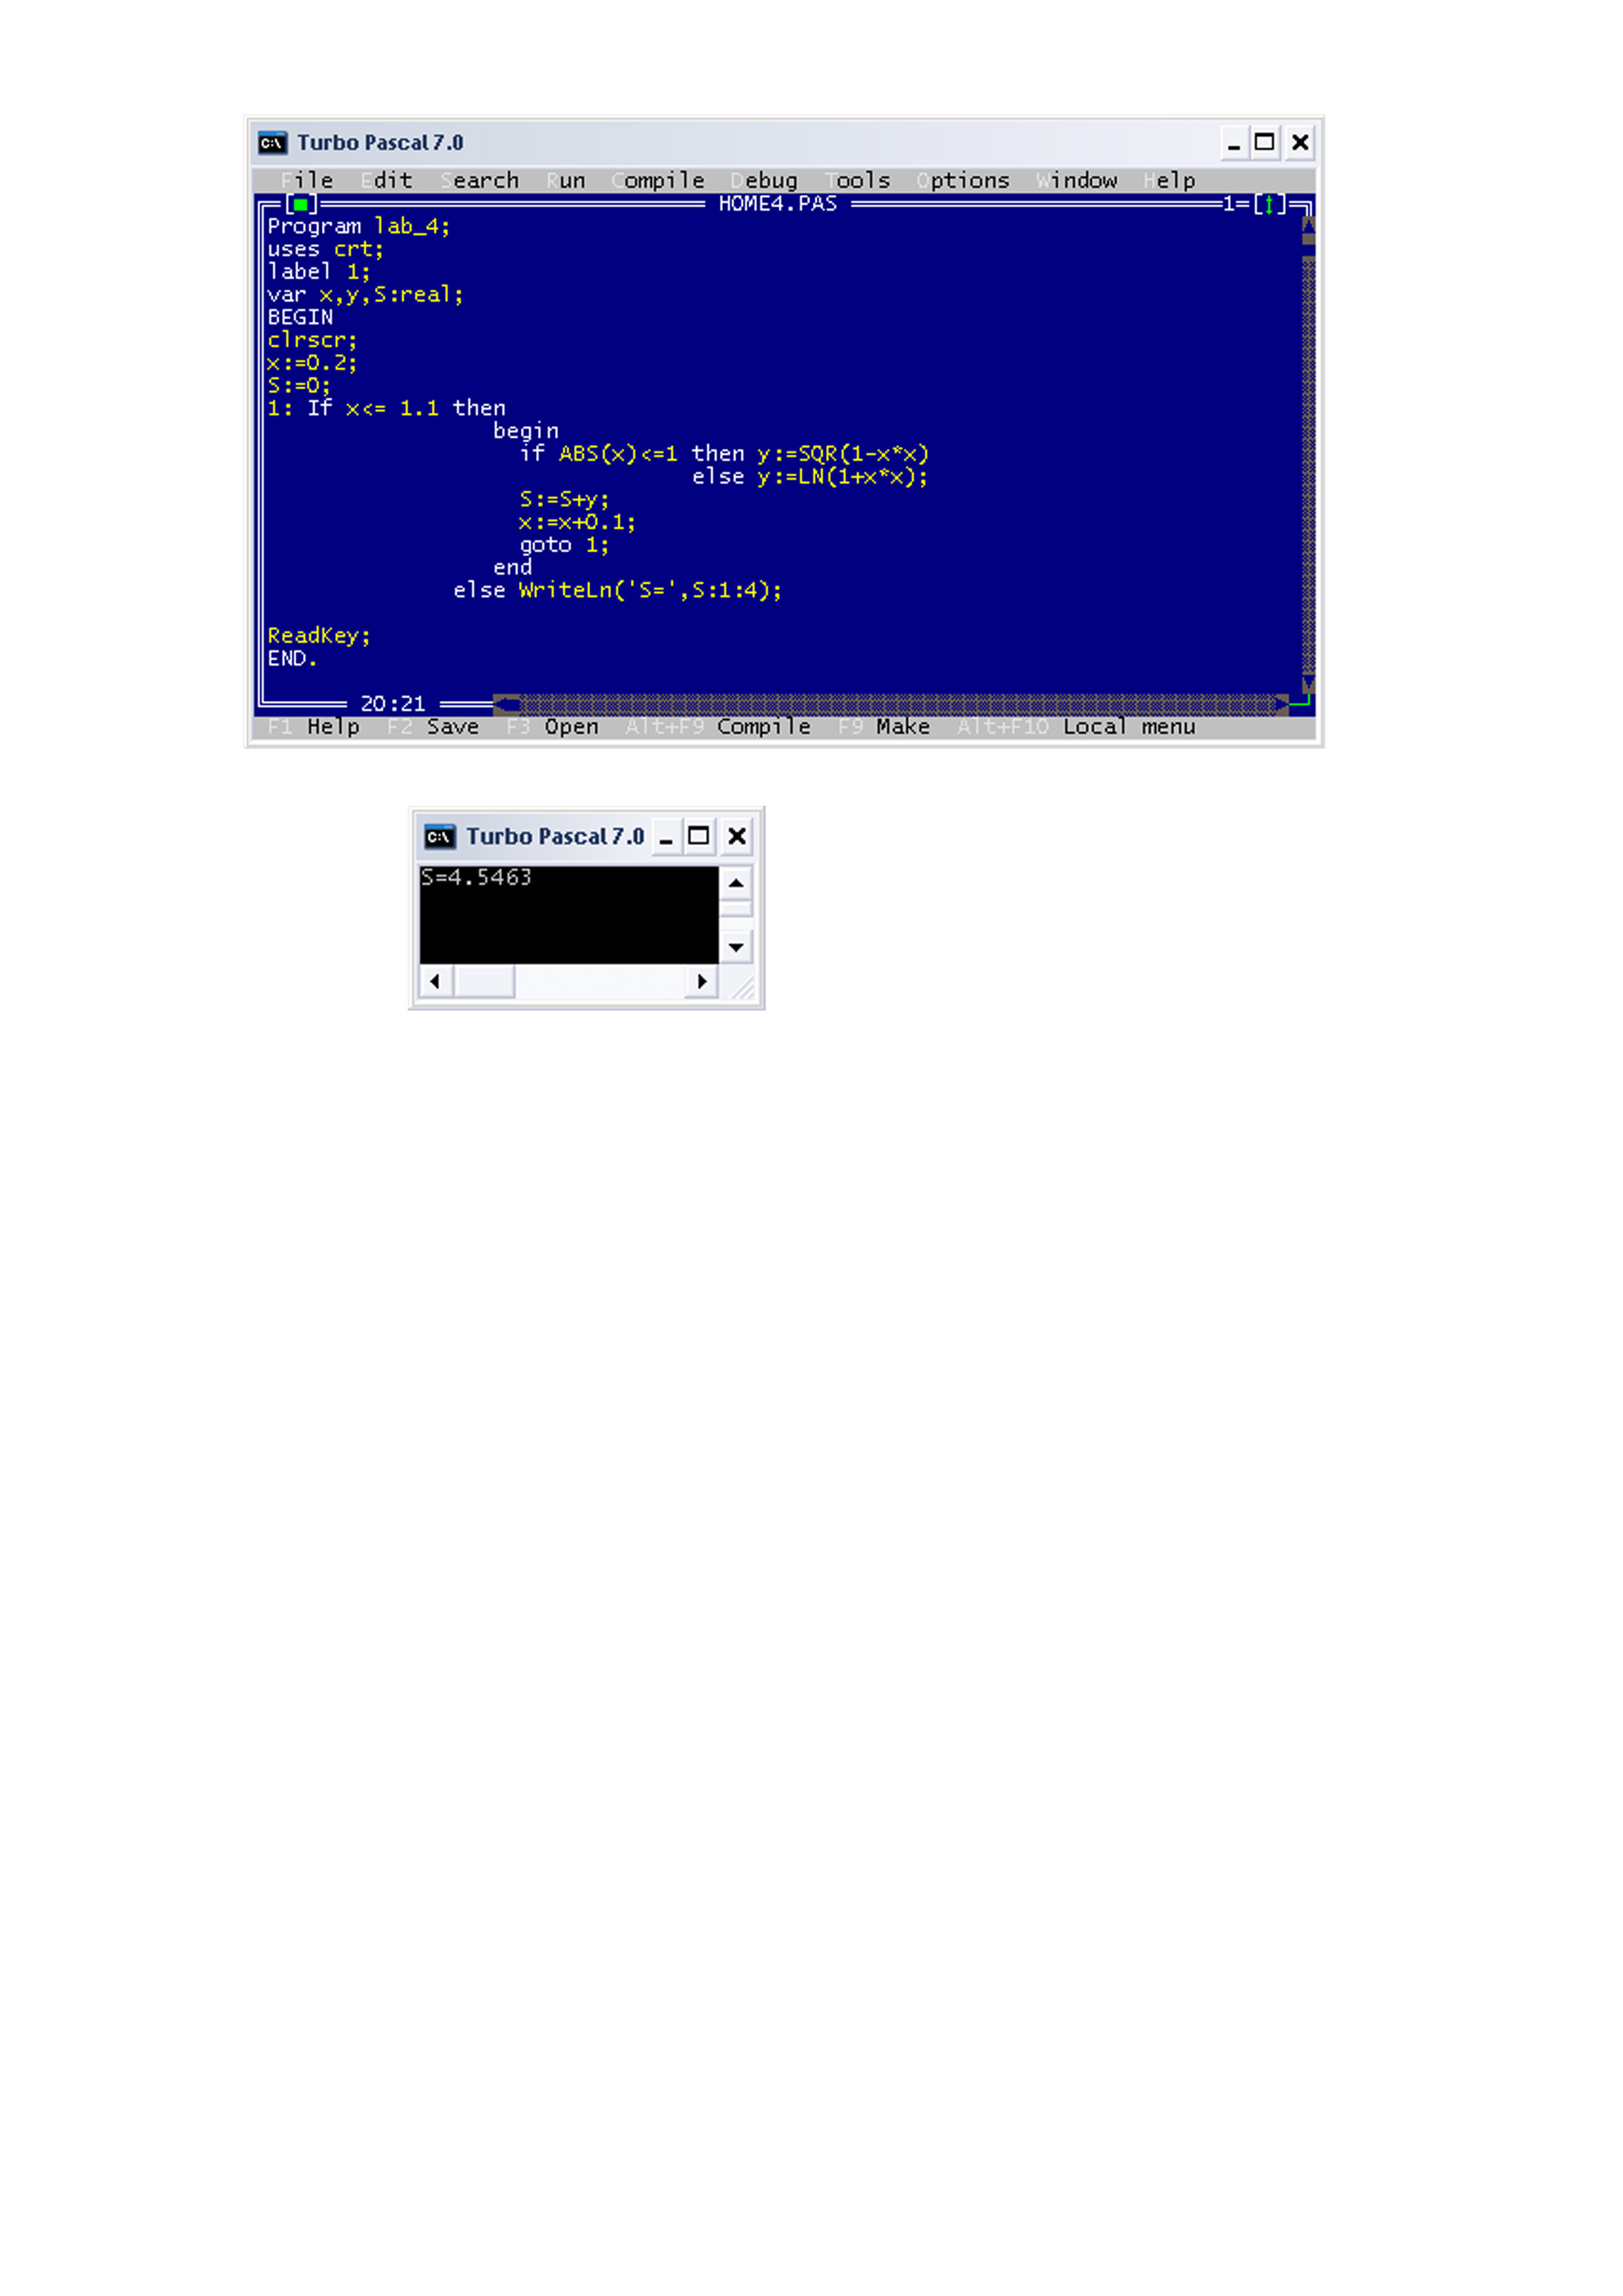 Turbo Pascal 7.0
File Edit Search Run Compile Debug Tools Options Window Help
HOME4.PAS 1=[↕]
Program lab_4;
uses crt;
label 1;
var x,y,S:real;
BEGIN
clrscr;
x:=0.2;
S:=0;
1: If x<= 1.1 then
begin
if ABS(x)<=1 then y:=SQR(1-x*x)
else y:=LN(1+x*x);
S:=S+y;
x:=x+0.1;
goto 1;
end
else WriteLn('S=',S:1:4);
ReadKey;
END.
20:21
F1 Help F2 Save F3 Open Alt+F9 Compile F9 Make Alt+F10 Local menu
Turbo Pascal 7.0
S=4.5463